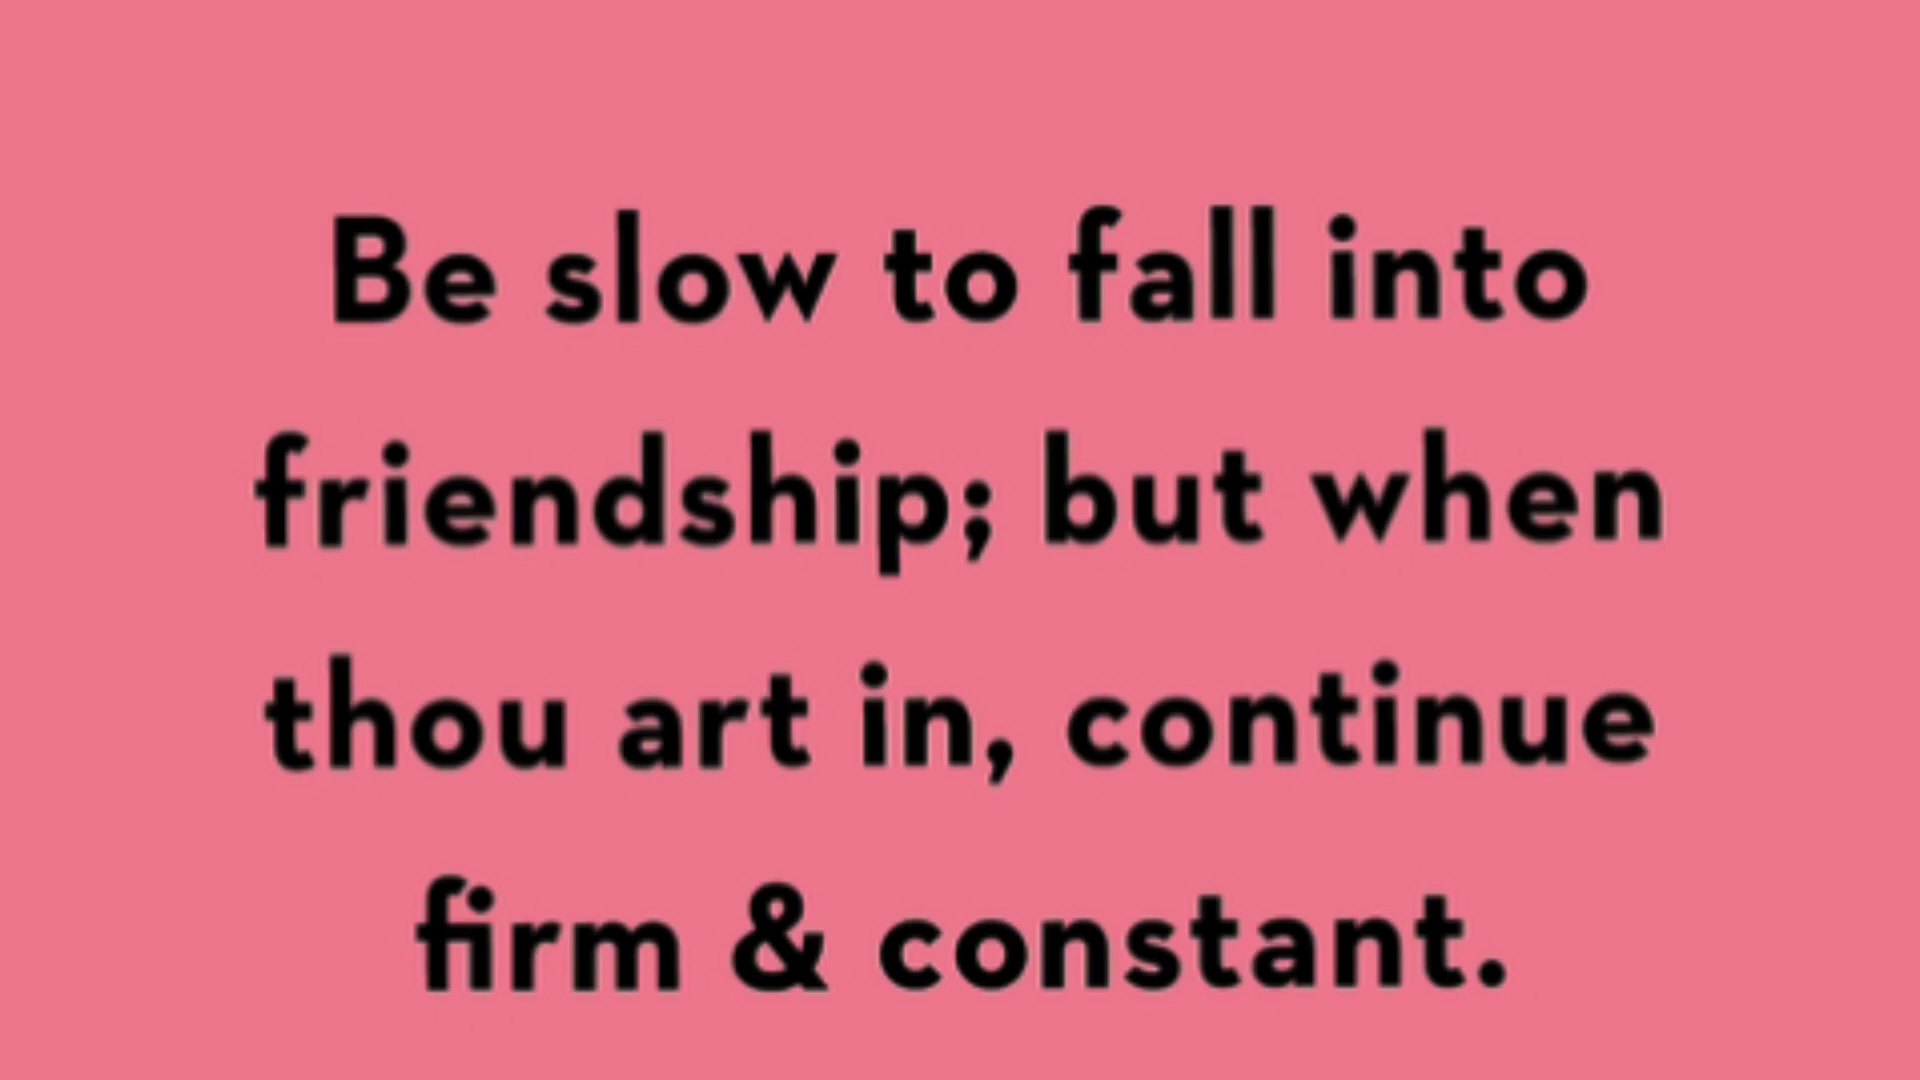 Be slow to fall into
friendship; but when
thou art in, continue
firm & constant.